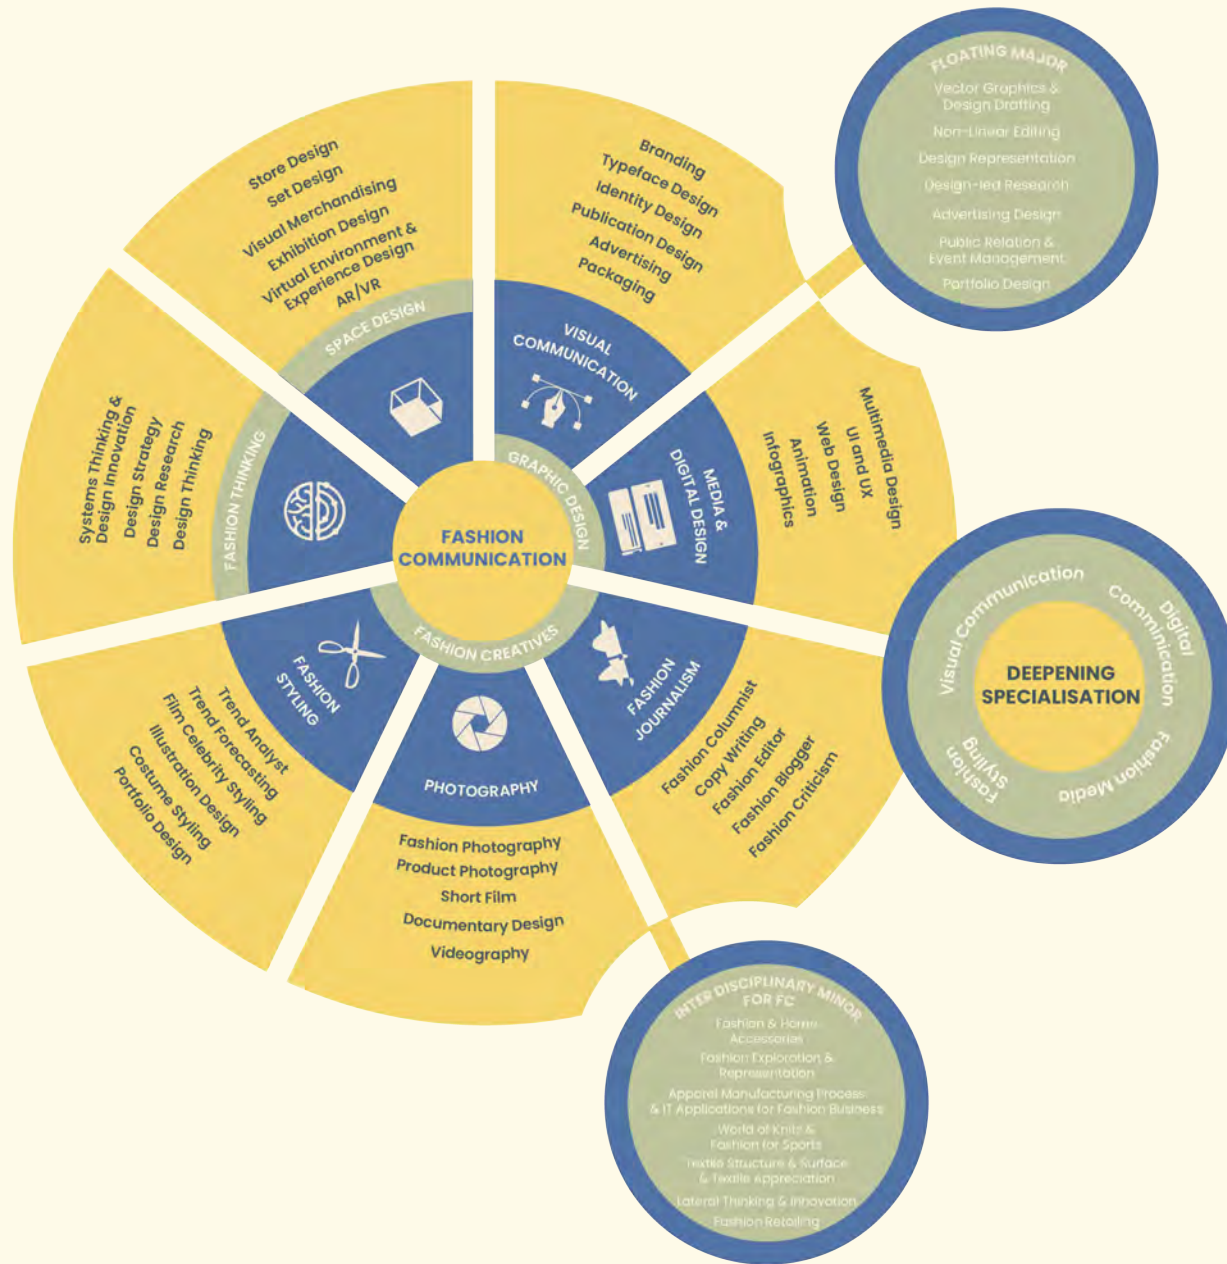 FLOATING MAJOR
Vector Graphics &
Design Drafting
Non-Linear Editing
Design Representation
Design-led Research
Advertising Design
Public Relation &
Event Management
Portfolio Design
Store Design
Set Design
Visual Merchandising
Exhibition Design
Virtual Environment &
Experience Design
AR/VR
SPACE DESIGN
Branding
Typeface Design
Identity Design
Publication Design
Advertising
Packaging
VISUAL
COMMUNICATION
GRAPHIC DESIGN
MEDIA &
DIGITAL DESIGN
Multimedia Design
UI and UX
Web Design
Animation
Infographics
Systems Thinking &
Design Innovation
Design Strategy
Design Research
Design Thinking
FASHION THINKING
FASHION
COMMUNICATION
FASHION CREATIVES
FASHION
STYLING
Trend Analyst
Trend Forecasting
Film Celebrity Styling
Illustration Design
Costume Styling
Portfolio Design
PHOTOGRAPHY
Fashion Photography
Product Photography
Short Film
Documentary Design
Videography
FASHION
JOURNALISM
Fashion Columnist
Copy Writing
Fashion Editor
Fashion Blogger
Fashion Criticism
Visual Communication
Digital
Comminication
Fashion Media
Fashion
Styling
DEEPENING
SPECIALISATION
INTER DISCIPLINARY MINOR
FOR FC
Fashion & Home
Accessories
Fashion Exploration &
Representation
Apparel Manufacturing Process
& IT Applications for Fashion Business
World of Knits &
Fashion for Sports
Textile Structure & Surface
& Textile Appreciation
Lateral Thinking & Innovation
Fashion Retailing